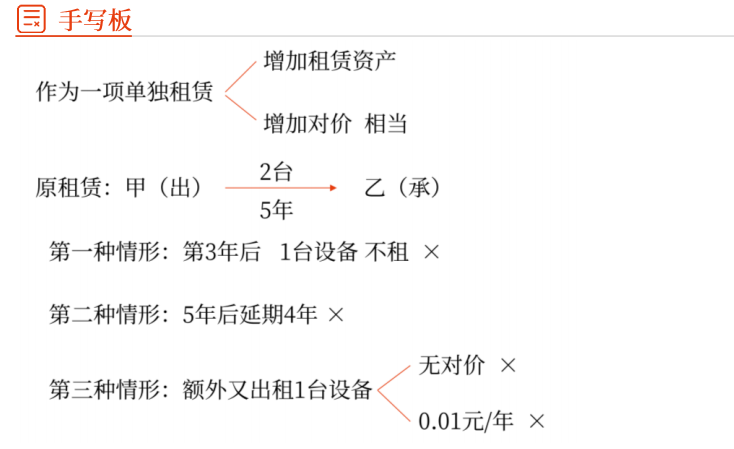 手写板
增加租赁资产
作为一项单独租赁
增加对价 相当
2台
原租赁：甲（出） 乙（承）
5年
第一种情形：第3年后 1台设备 不租 ×
第二种情形：5年后延期4年 ×
无对价 ×
第三种情形：额外又出租1台设备
0.01元/年 ×